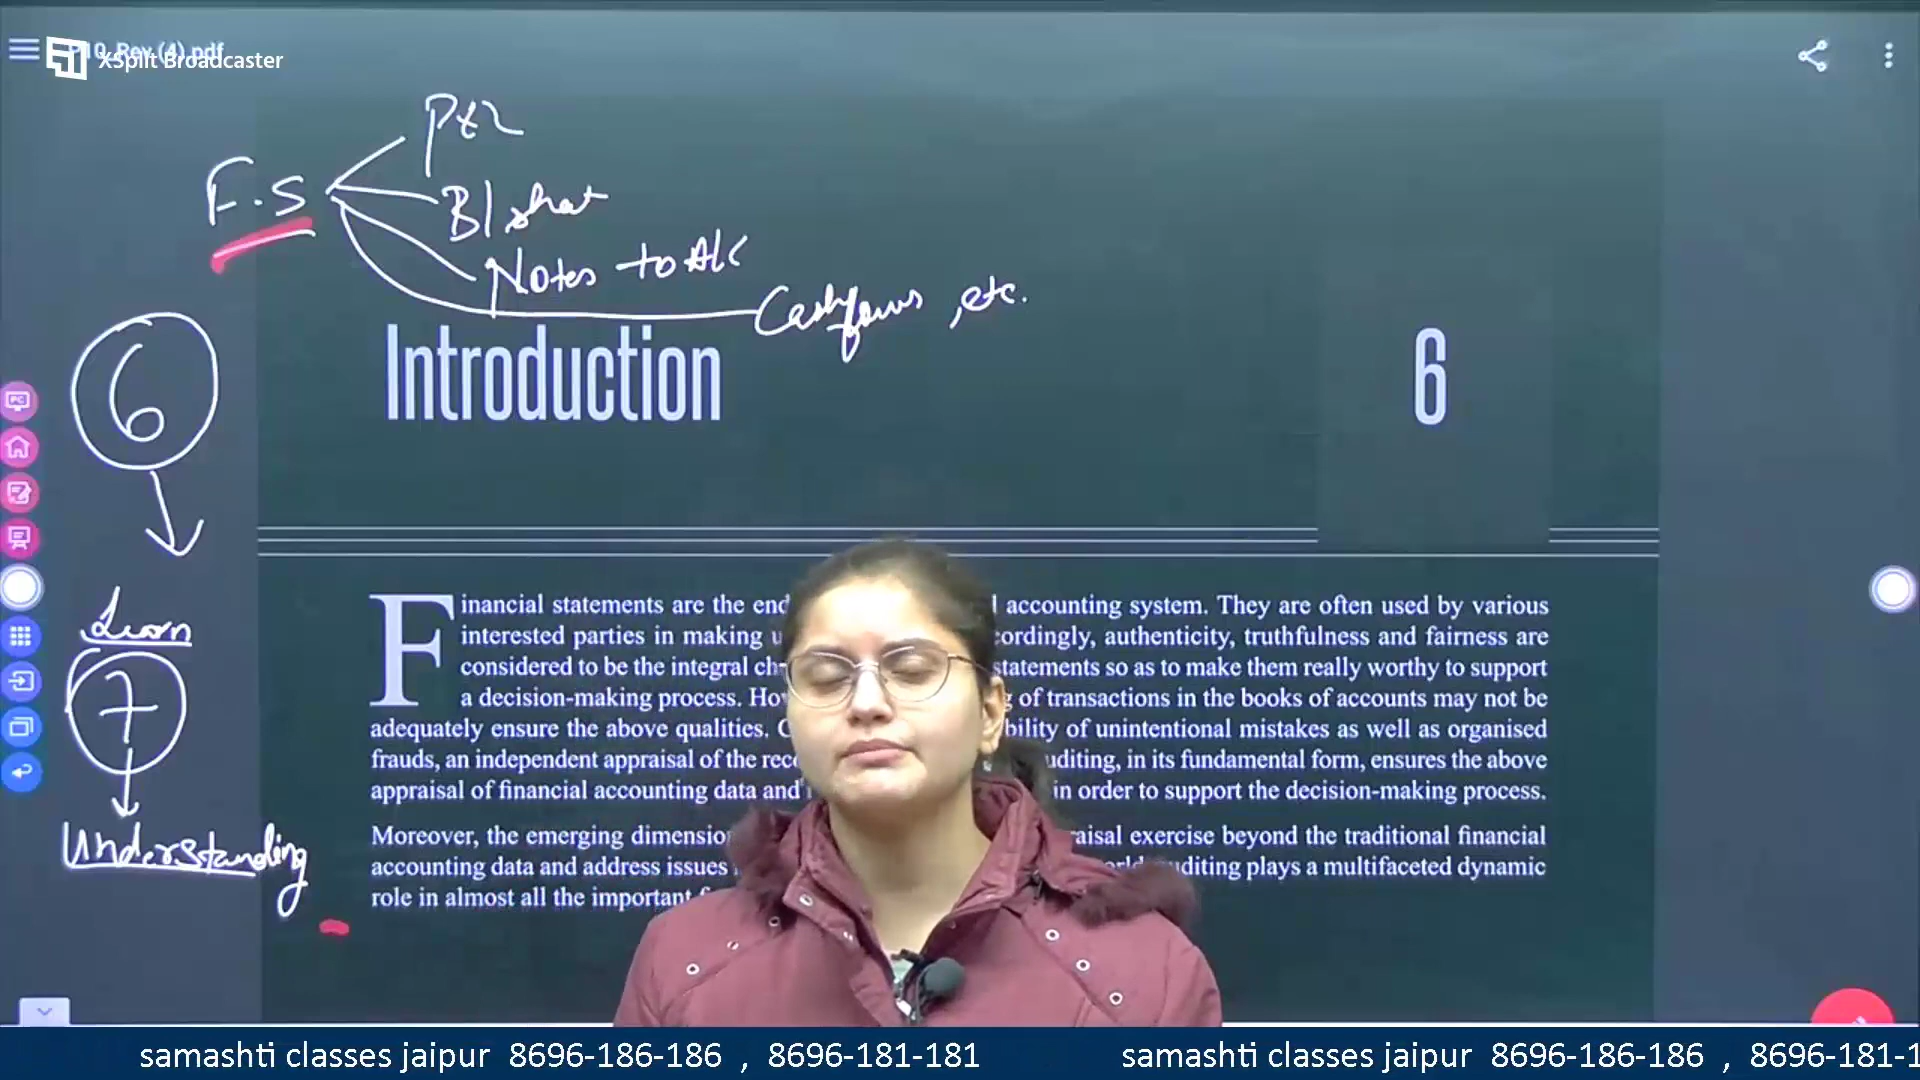 10_Rev (4).pdf
XSplit Broadcaster
P&L
F.S
B/sheet
Notes to A/c
Cashflows, etc.
Introduction
6
6
Learn
7
Understanding
Financial statements are the end accounting system. They are often used by various
interested parties in making cordingly, authenticity, truthfulness and fairness are
considered to be the integral statements so as to make them really worthy to support
a decision-making process. of transactions in the books of accounts may not be
adequately ensure the above qualities. bility of unintentional mistakes as well as organised
frauds, an independent appraisal of the uditing, in its fundamental form, ensures the above
appraisal of financial accounting data and in order to support the decision-making process.
Moreover, the emerging raisal exercise beyond the traditional financial
accounting data and address issues uditing plays a multifaceted dynamic
role in almost all the important
samashti classes jaipur 8696-186-186 , 8696-181-181 samashti classes jaipur 8696-186-186 , 8696-181-1